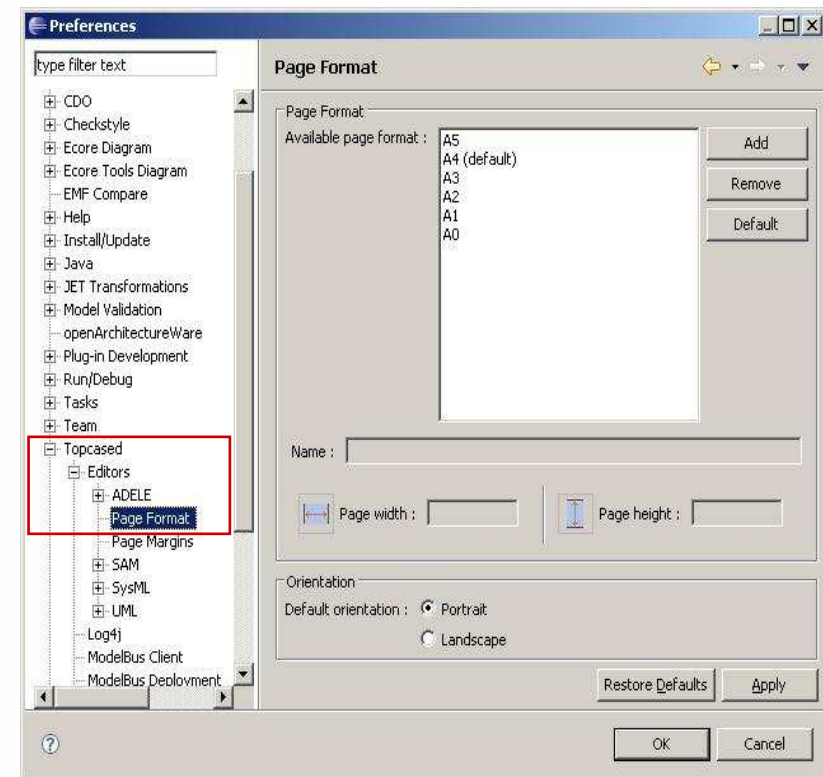 Preferences
type filter text
CDO
Checkstyle
Ecore Diagram
Ecore Tools Diagram
EMF Compare
Help
Install/Update
Java
JET Transformations
Model Validation
openArchitectureWare
Plug-in Development
Run/Debug
Tasks
Team
Topcased
Editors
ADELE
Page Format
Page Margins
SAM
SysML
UML
Log4j
ModelBus Client
ModelBus Deployment
Page Format
Page Format
Available page format :
A5
A4 (default)
A3
A2
A1
A0
Add
Remove
Default
Name :
Page width :
Page height :
Orientation
Default orientation :
Portrait
Landscape
Restore Defaults
Apply
OK
Cancel